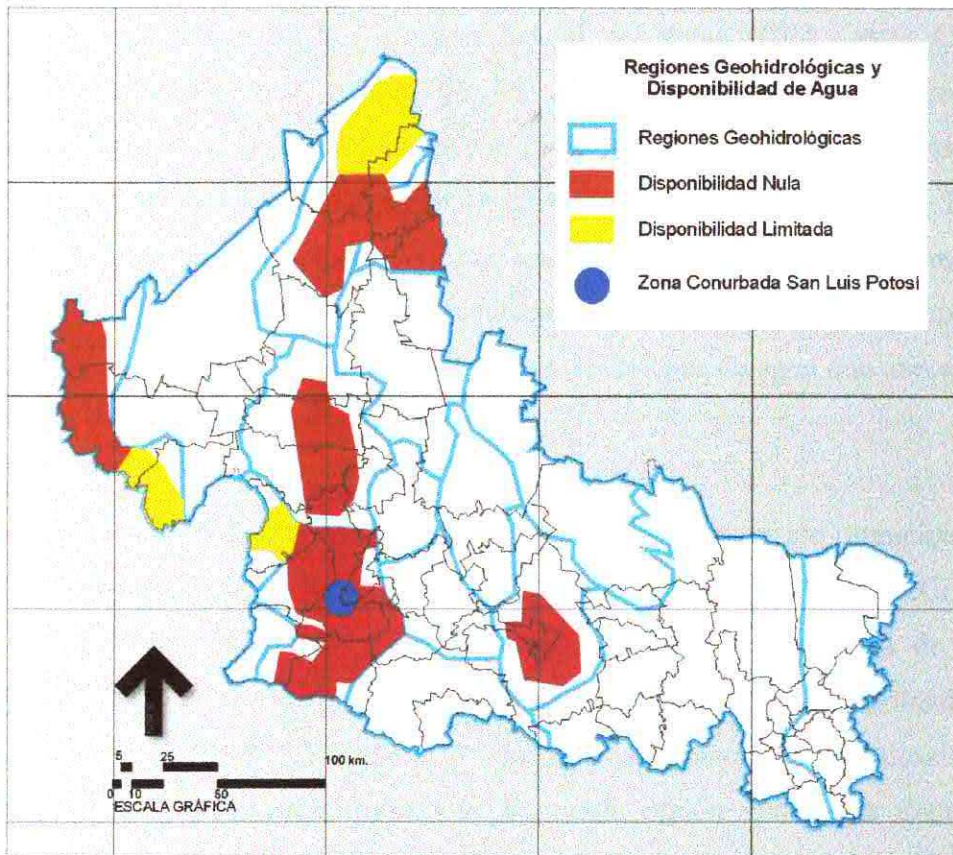 Regiones Geohidrológicas y
Disponibilidad de Agua
Regiones Geohidrológicas
Disponibilidad Nula
Disponibilidad Limitada
Zona Conurbada San Luis Potosí
5 25 100 km.
0 10 50
ESCALA GRÁFICA